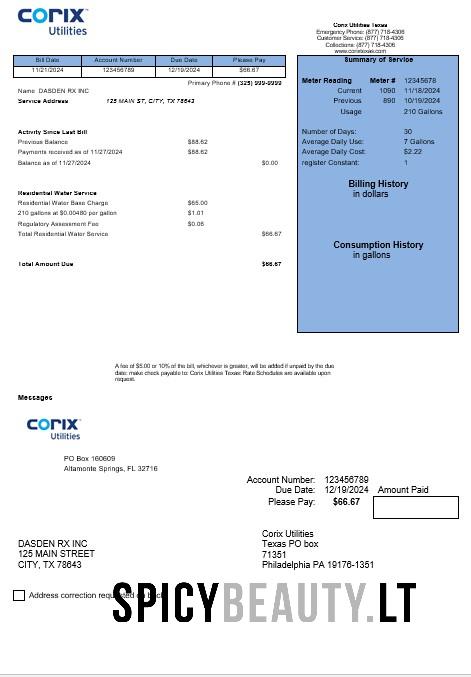 corix
Utilities
Corix Utilities Texas
Emergency Phone: (877) 718-4306
Customer Service: (877) 718-4306
Collections: (877) 718-4306
www.corixtexas.com
Bill Date Account Number Due Date Please Pay
11/21/2024 123456789 12/19/2024 $66.67
Primary Phone # (325) 999-9999
Name DASDEN RX INC
Service Address 125 MAIN ST, CITY, TX 78643
Activity Since Last Bill
Previous Balance $88.62
Payments received as of 11/27/2024 $88.62
Balance as of 11/27/2024 $0.00
Residential Water Service
Residential Water Base Charge $65.00
210 gallons at $0.00480 per gallon $1.01
Regulatory Assessment Fee $0.06
Total Residential Water Service $66.67
Total Amount Due $66.67
Summary of Service
Meter Reading Meter # 12345678
Current 1090 11/18/2024
Previous 890 10/19/2024
Usage 210 Gallons
Number of Days: 30
Average Daily Use: 7 Gallons
Average Daily Cost: $2.22
register Constant: 1
Billing History
in dollars
Consumption History
in gallons
A fee of $5.00 or 10% of the bill, whichever is greater, will be added if unpaid by the due
date: make check payable to: Corix Utilities Texas: Rate Schedules are available upon
request.
Messages
corix
Utilities
PO Box 160609
Altamonte Springs, FL 32716
Account Number: 123456789
Due Date: 12/19/2024 Amount Paid
Please Pay: $66.67
DASDEN RX INC
125 MAIN STREET
CITY, TX 78643
Corix Utilities
Texas PO box
71351
Philadelphia PA 19176-1351
Address correction requested on back
SPICYBEAUTY.LT